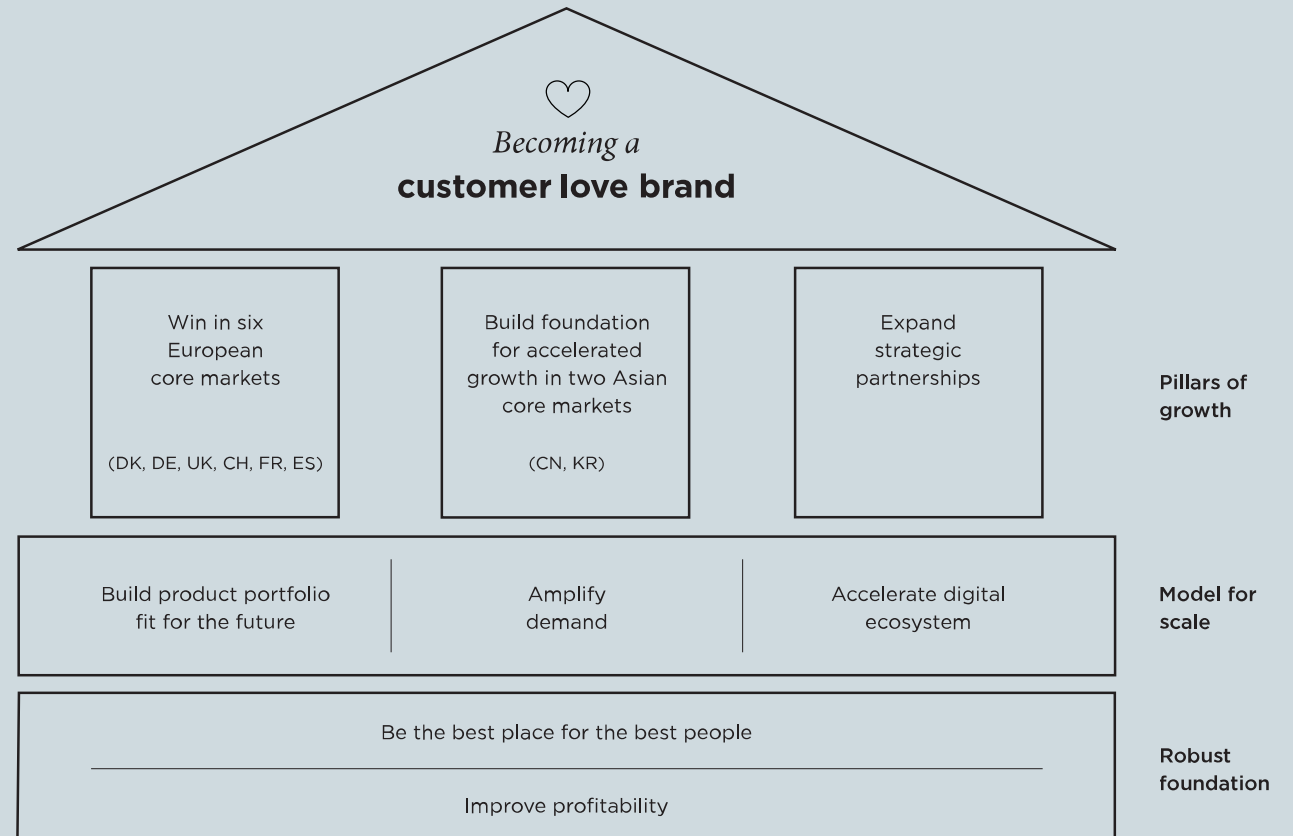 Becoming a
customer love brand
Win in six
European
core markets
(DK, DE, UK, CH, FR, ES)
Build foundation
for accelerated
growth in two Asian
core markets
(CN, KR)
Expand
strategic
partnerships
Pillars of
growth
Build product portfolio
fit for the future
Amplify
demand
Accelerate digital
ecosystem
Model for
scale
Be the best place for the best people
Improve profitability
Robust
foundation